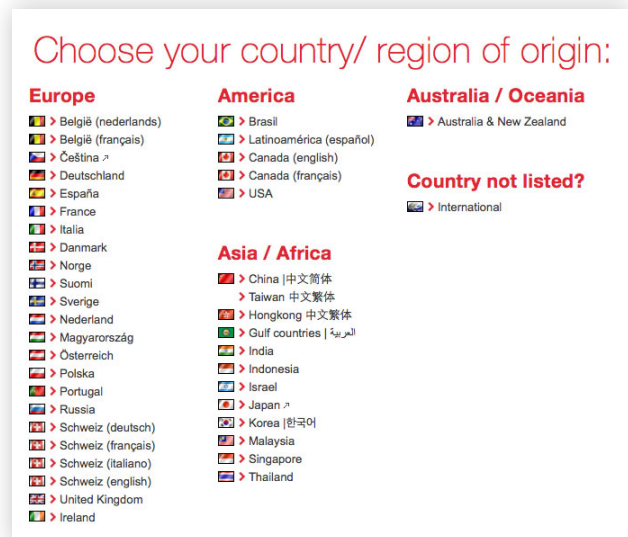 Choose your country/ region of origin:
Europe
België (nederlands)
België (français)
Čeština
Deutschland
España
France
Italia
Danmark
Norge
Suomi
Sverige
Nederland
Magyarország
Österreich
Polska
Portugal
Russia
Schweiz (deutsch)
Schweiz (français)
Schweiz (italiano)
Schweiz (english)
United Kingdom
Ireland
America
Brasil
Latinoamérica (español)
Canada (english)
Canada (français)
USA
Asia / Africa
China |中文简体
Taiwan 中文繁体
Hongkong 中文繁体
Gulf countries | العربية
India
Indonesia
Israel
Japan
Korea |한국어
Malaysia
Singapore
Thailand
Australia / Oceania
Australia & New Zealand
Country not listed?
International